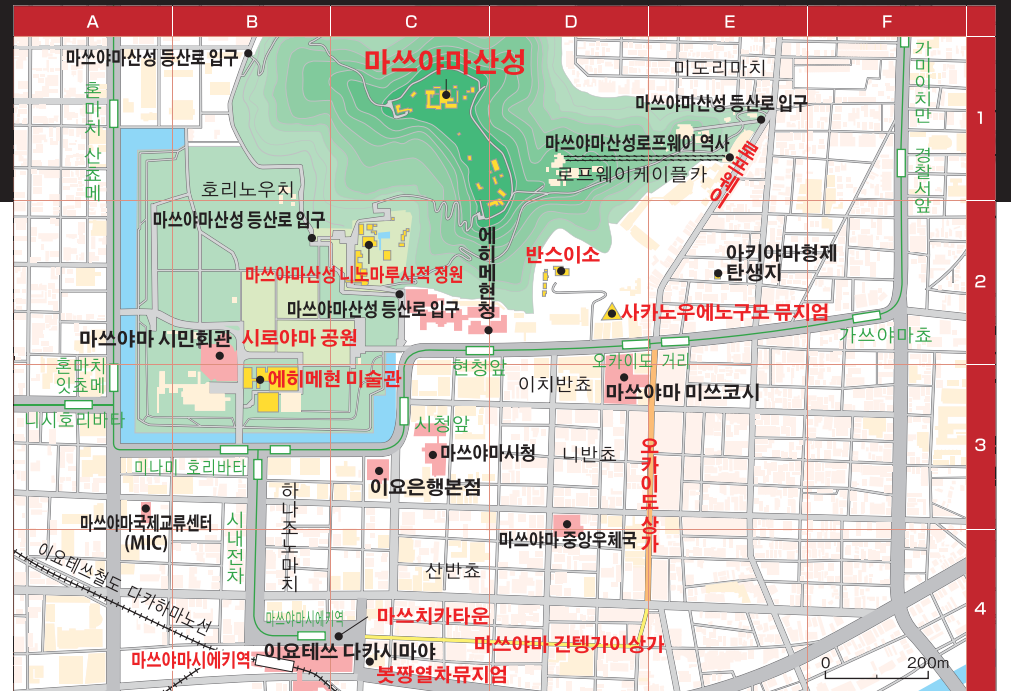 A
B
C
D
E
F
마쓰야마산성 등산로 입구
마쓰야마산성
미도리마치
가미이치만
혼마치 산쵸메
마쓰야마산성 등산로 입구
1
마쓰야마산성로프웨이 역사
로프웨이
경찰서앞
로프웨이케이블카
호리노우치
마쓰야마산성 등산로 입구
에히메현청
반스이소
아키야마형제
탄생지
마쓰야마산성 니노마루사적 정원
2
마쓰야마산성 등산로 입구
사카노우에노구모 뮤지엄
마쓰야마 시민회관
시로야마 공원
가쓰야마쵸
혼마치
잇쵸메
현청앞
오카이도
거리
에히메현 미술관
이치반쵸
마쓰야마 미쓰코시
니시호리바타
시청앞
마쓰야마시청
니반쵸
오카이도상가
3
미나미 호리바타
이요은행본점
하나조노마치
마쓰야마국제교류센터
(MIC)
시내전차
마쓰야마 중앙우체국
이요테쓰철도 다카하마노선
산반쵸
4
마쓰야마시에키역
마쓰치카타운
마쓰야마 긴텡가이상가
이요테쓰 다카시마야
마쓰야마시에키역
봇짱열차뮤지엄
0
200m